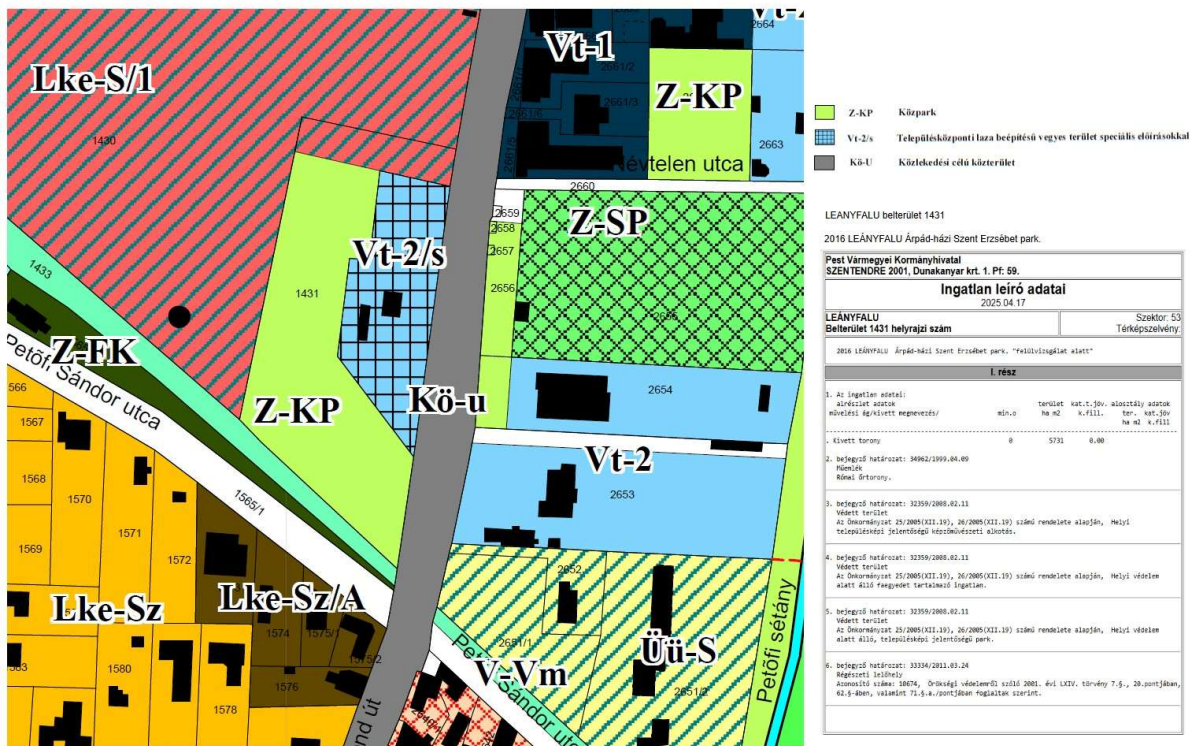 Lke-S/1
Vt-1
Vt-2
2664
2661/2
Z-KP
2661/3
1430
2661/5
2661/5
2663
Névtelen utca
2660
2659
Z-SP
2658
2657
Vt-2/s
1433
1431
2656
2655
Z-FK
Petőfi Sándor utca
2654
566
Z-KP
Kö-u
1567
Vt-2
1568
1570
1565/1
2653
1571
1569
1572
2652
Petőfi sétány
Lke-Sz/A
Lke-Sz
1574
1575/1
2651/1
Üü-S
1575/2
V-Vm
1580
1576
2651/2
Petőfi Sándor utca
1578
Z-KP Közpark
Vt-2/s Településközponti laza beépítésű vegyes terület speciális előírásokkal
Kö-U Közlekedési célú közterület
LEANYFALU belterület 1431
2016 LEÁNYFALU Árpád-házi Szent Erzsébet park.
Pest Vármegyei Kormányhivatal
SZENTENDRE 2001, Dunakanyar krt. 1. Pf: 59.
Ingatlan leíró adatai
2025.04.17
LEÁNYFALU Szektor: 53
Belterület 1431 helyrajzi szám Térképszelvény:
2016 LEÁNYFALU Árpád-házi Szent Erzsébet park. "felülvizsgálat alatt"
I. rész
1. Az ingatlan adatai:
alrészlet adatok terület kat.t.jöv. alosztály adatok
művelési ág/kivett megnevezés/ min.o ha m2 k.fill. ter. kat.jöv
ha m2 k.fill
. Kivett torony 0 5731 0.00
2. bejegyző határozat: 34962/1999.04.09
Műemlék
Római Őrtorony.
3. bejegyző határozat: 32359/2008.02.11
Védett terület
Az Önkormányzat 25/2005(XII.19), 26/2005(XII.19) számú rendelete alapján, Helyi
településképi jelentőségű képzőművészeti alkotás.
4. bejegyző határozat: 32359/2008.02.11
Védett terület
Az Önkormányzat 25/2005(XII.19), 26/2005(XII.19) számú rendelete alapján, Helyi védelem
alatt álló faegyedet tartalmazó ingatlan.
5. bejegyző határozat: 32359/2008.02.11
Védett terület
Az Önkormányzat 25/2005(XII.19), 26/2005(XII.19) számú rendelete alapján, Helyi védelem
alatt álló, településképi jelentőségű park.
6. bejegyző határozat: 33334/2011.03.24
Régészeti lelőhely
Azonosító száma: 10674, Örökségi védelemről szóló 2001. évi LXIV. törvény 7.§., 20.pontjában,
62.§-ában, valamint 71.§.a./pontjában foglaltak szerint.